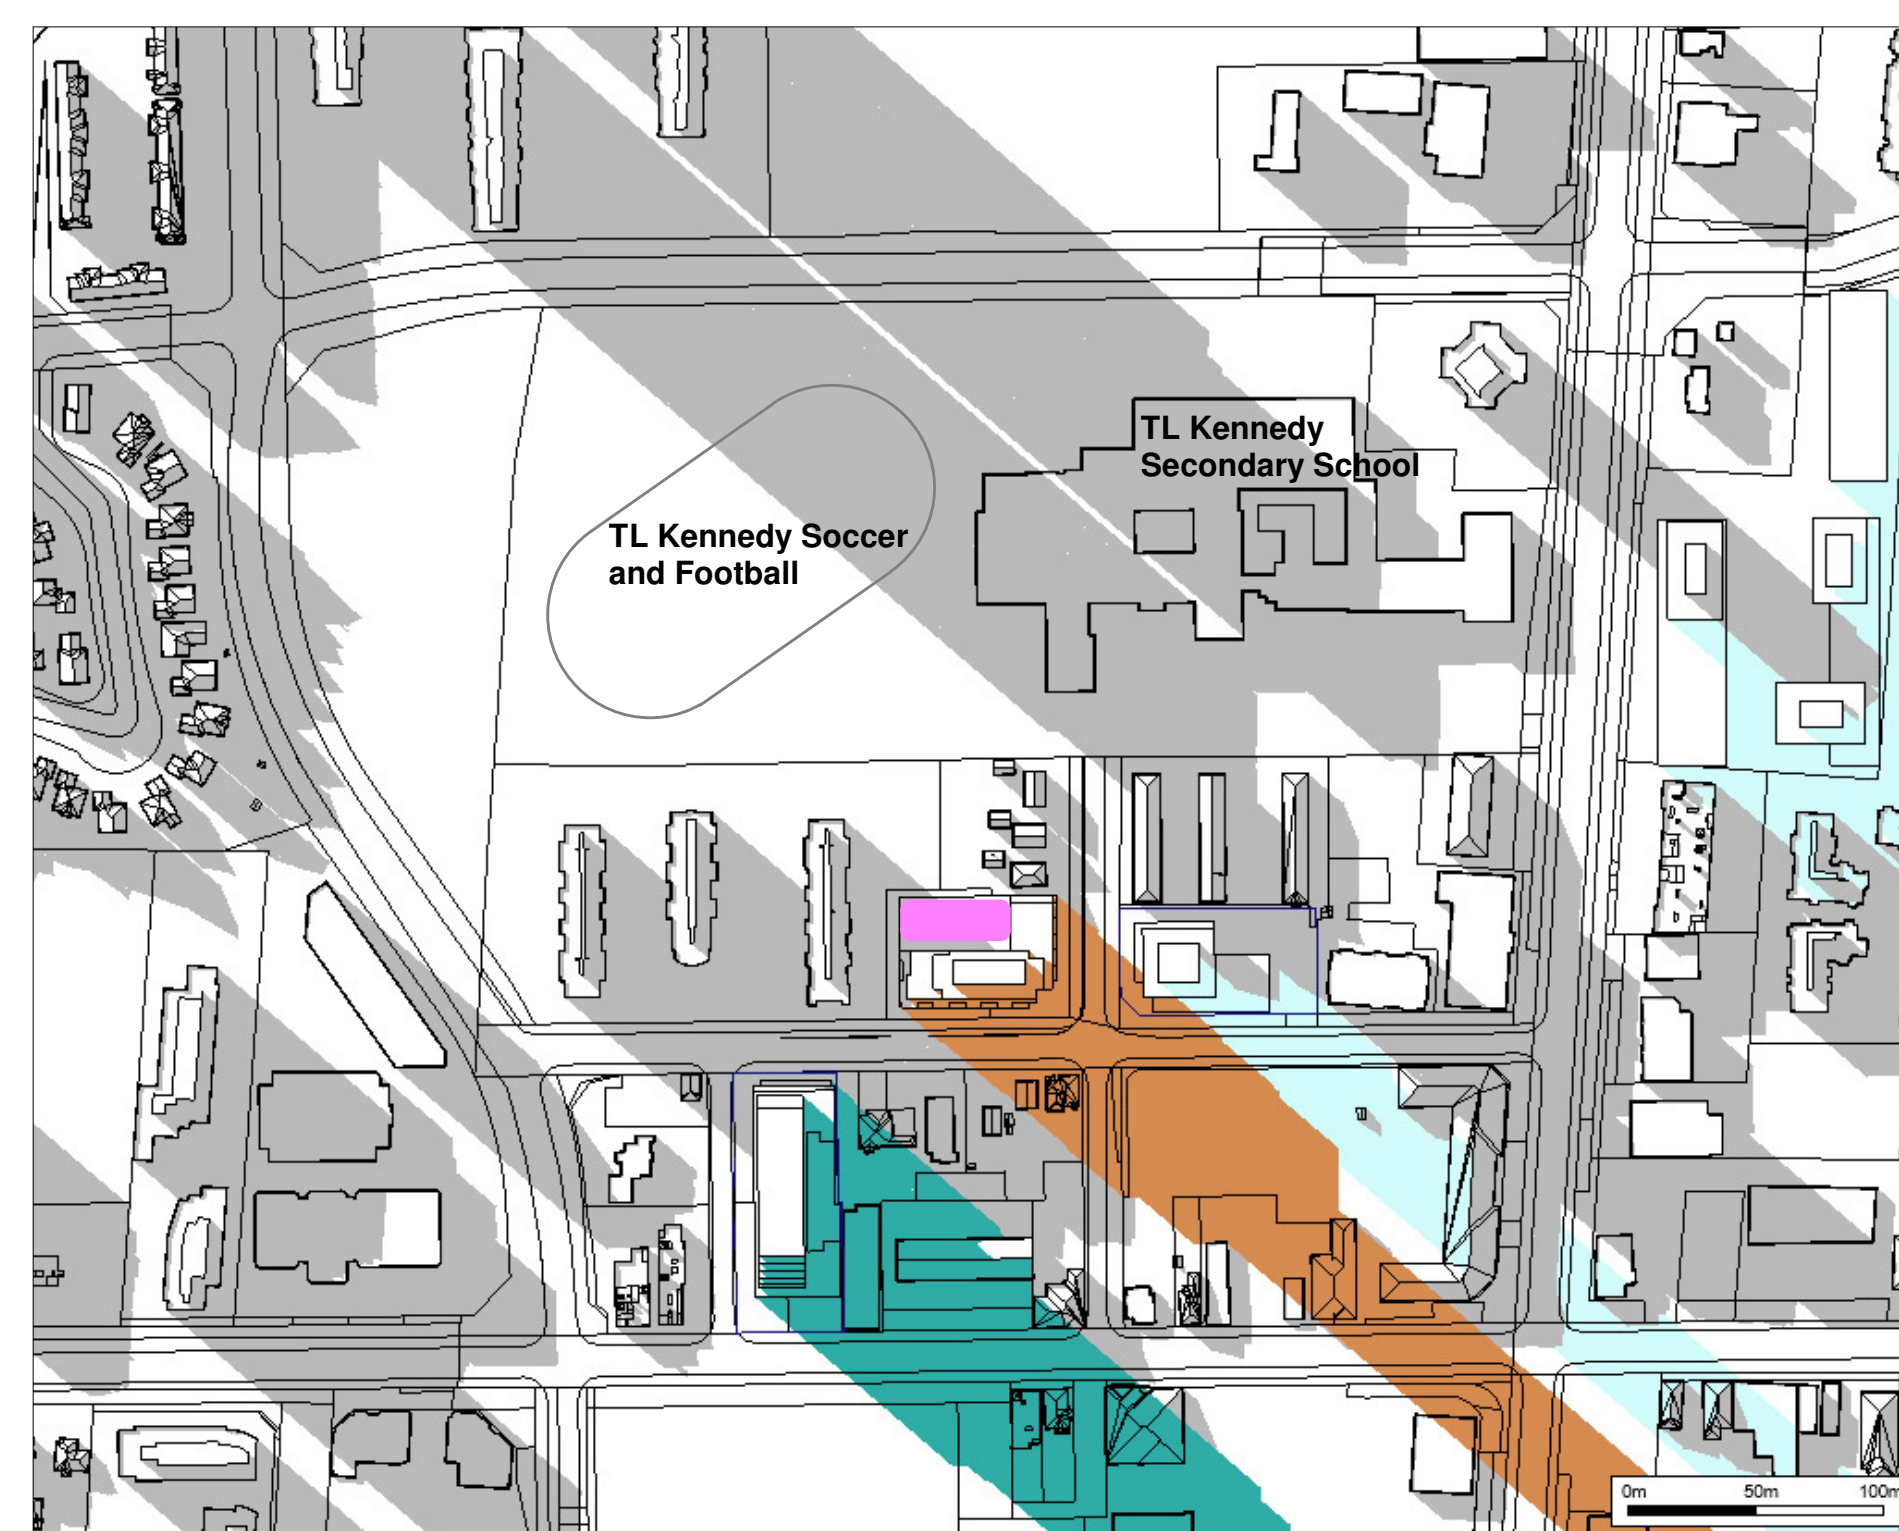 TL Kennedy
Secondary School
TL Kennedy Soccer
and Football
0m 50m 100m